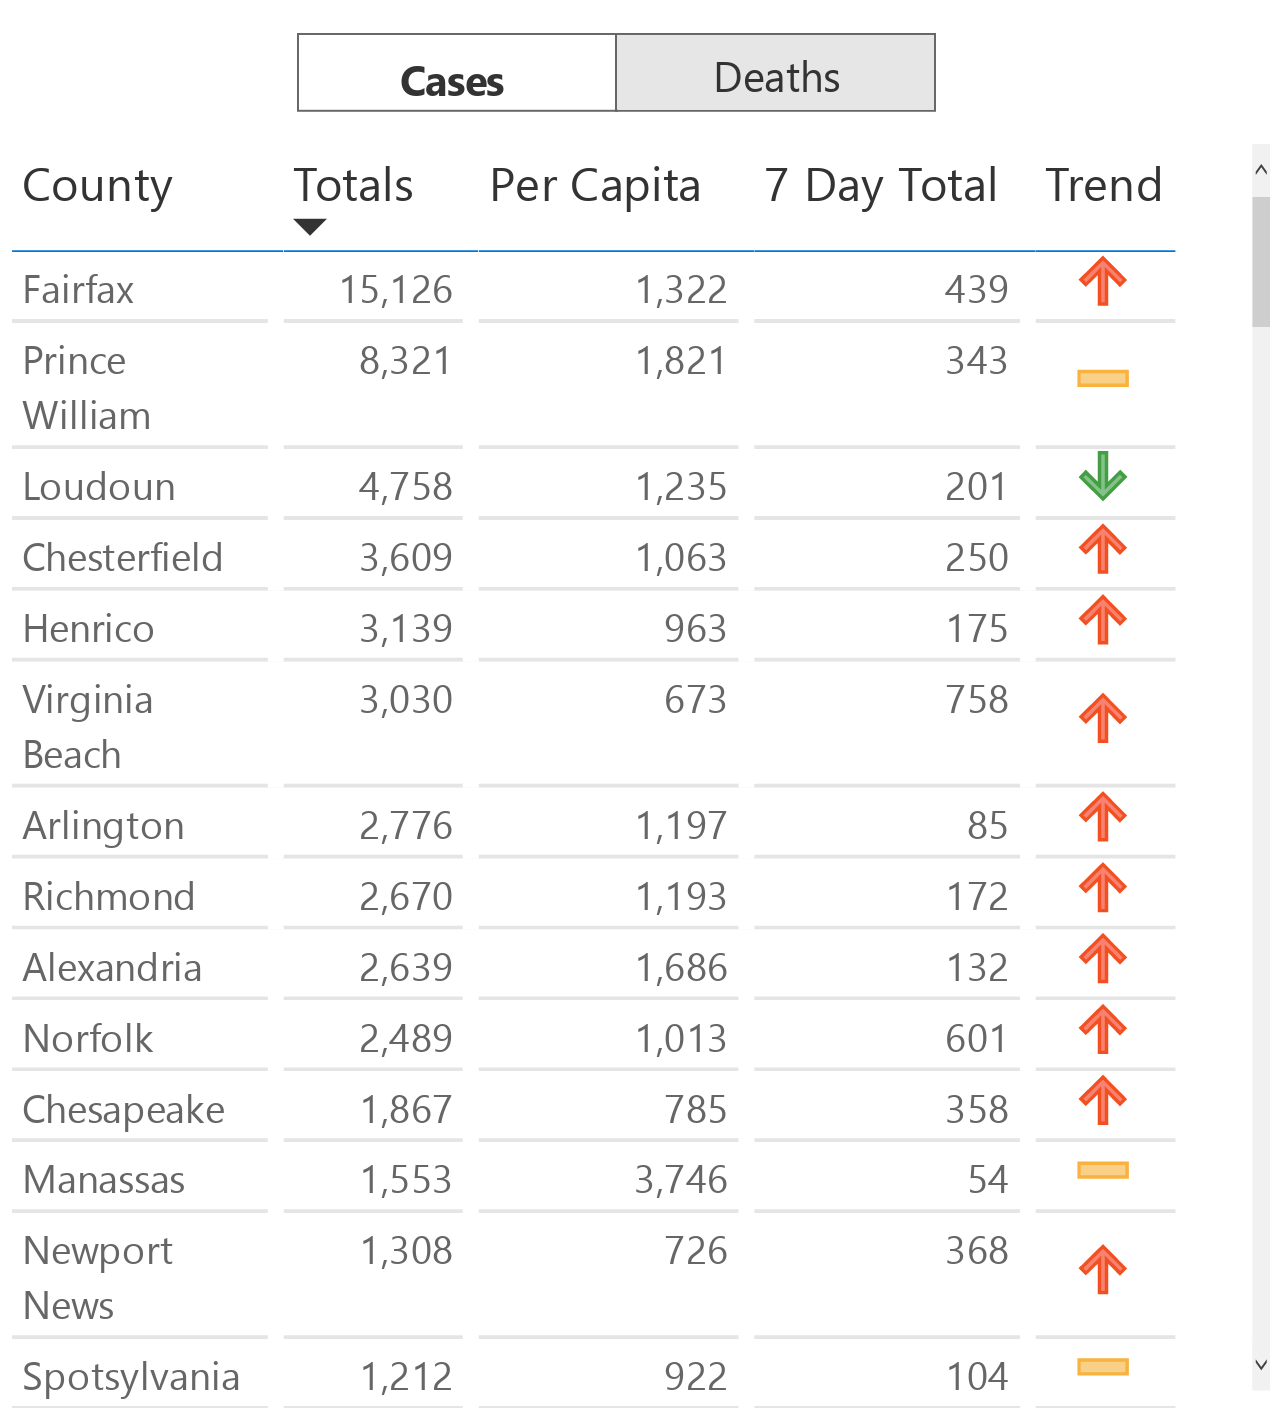 Cases Deaths
County Totals Per Capita 7 Day Total Trend
Fairfax 15,126 1,322 439
Prince 8,321 1,821 343
William
Loudoun 4,758 1,235 201
Chesterfield 3,609 1,063 250
Henrico 3,139 963 175
Virginia 3,030 673 758
Beach
Arlington 2,776 1,197 85
Richmond 2,670 1,193 172
Alexandria 2,639 1,686 132
Norfolk 2,489 1,013 601
Chesapeake 1,867 785 358
Manassas 1,553 3,746 54
Newport 1,308 726 368
News
Spotsylvania 1,212 922 104